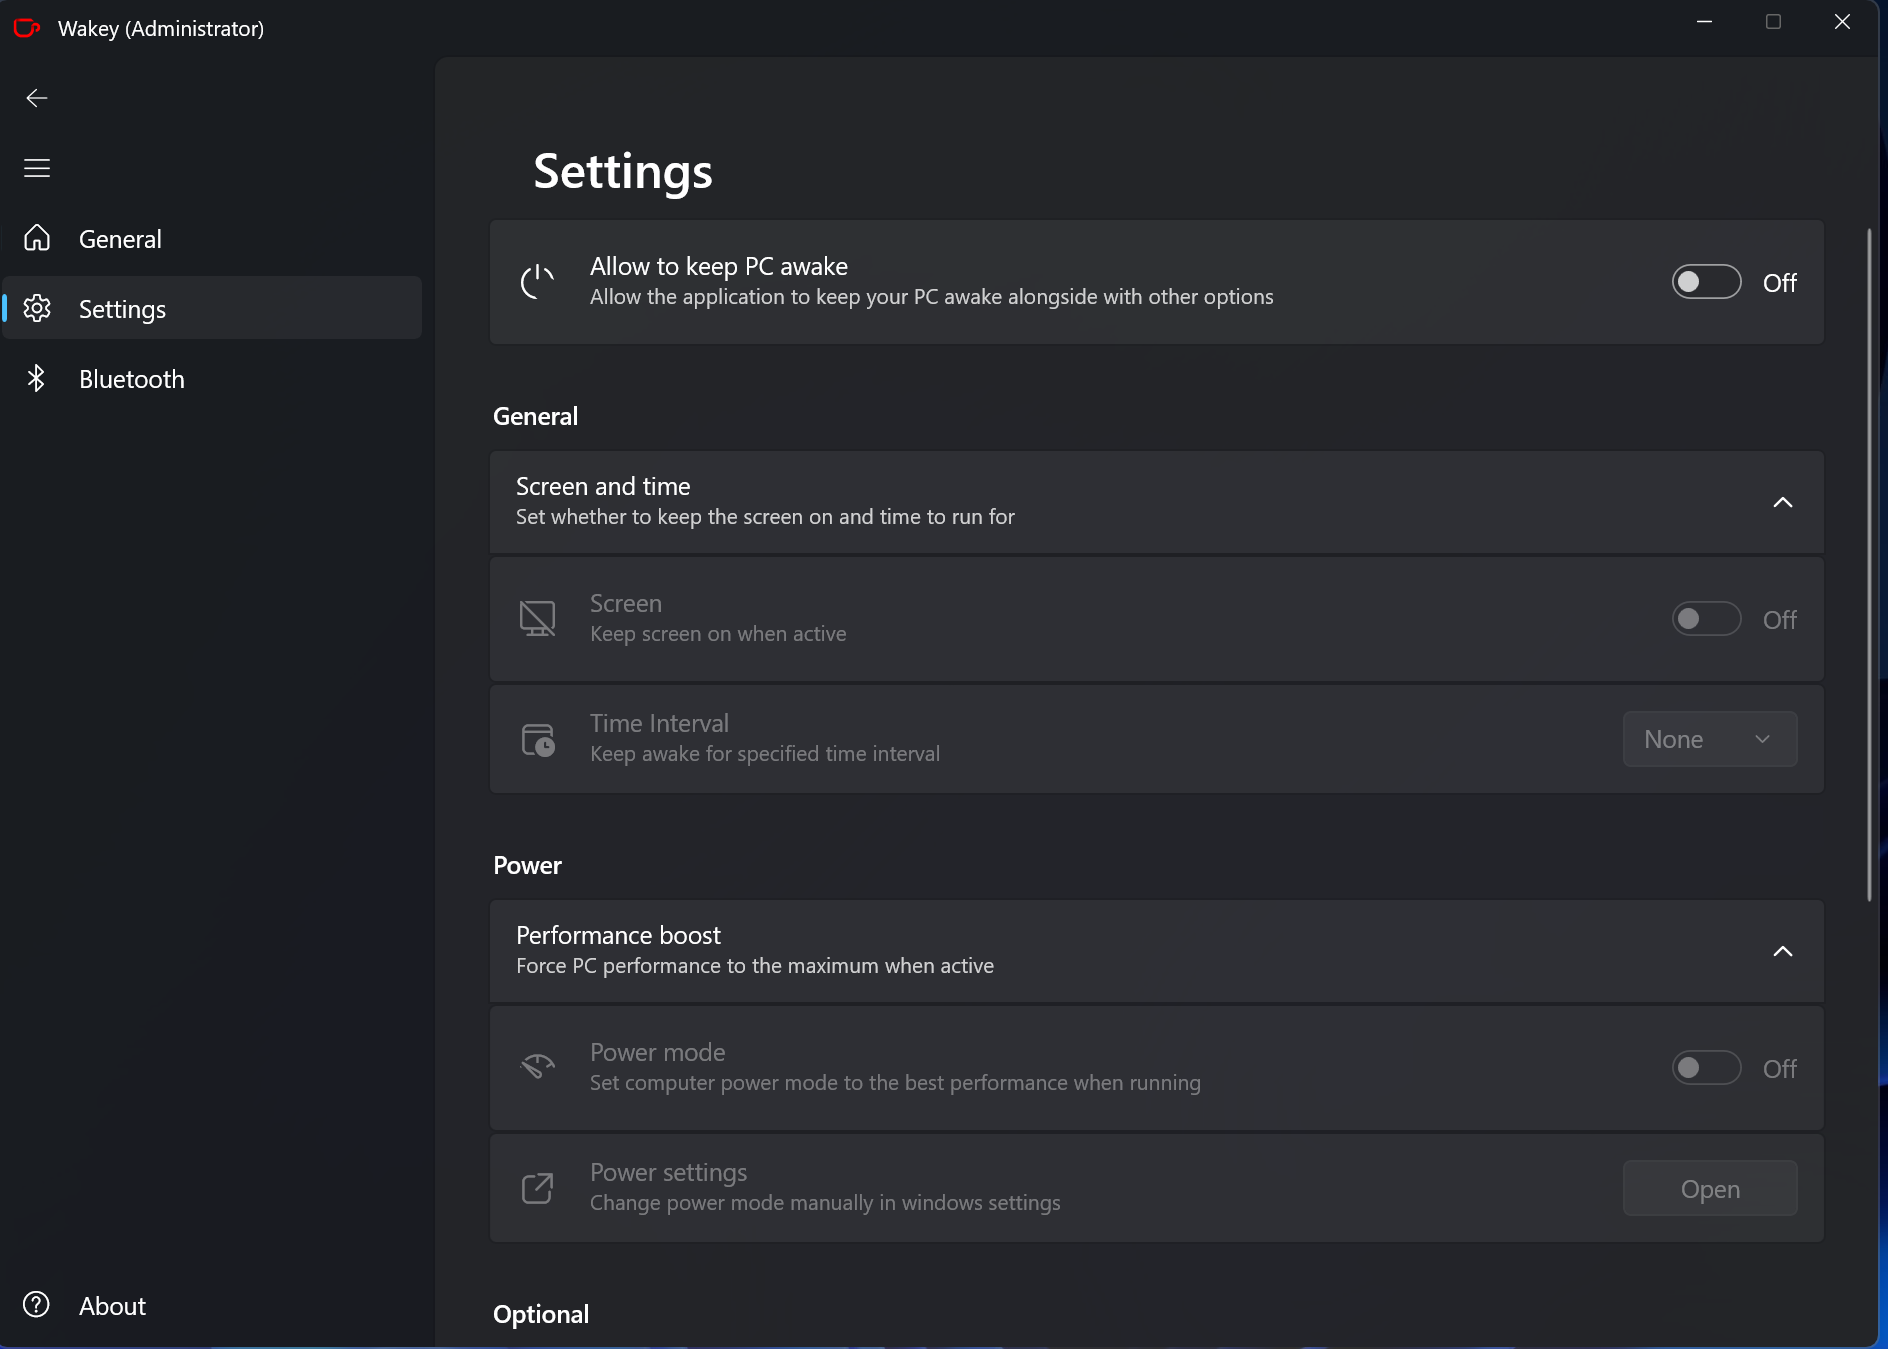 Wakey (Administrator)
General
Settings
Bluetooth
About
Settings
Allow to keep PC awake
Allow the application to keep your PC awake alongside with other options
Off
General
Screen and time
Set whether to keep the screen on and time to run for
Screen
Keep screen on when active
Off
Time Interval
Keep awake for specified time interval
None
Power
Performance boost
Force PC performance to the maximum when active
Power mode
Set computer power mode to the best performance when running
Off
Power settings
Change power mode manually in windows settings
Open
Optional